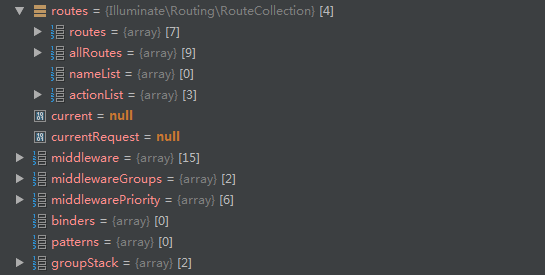 routes = {Illuminate\Routing\RouteCollection} [4]
routes = {array} [7]
allRoutes = {array} [9]
nameList = {array} [0]
actionList = {array} [3]
current = null
currentRequest = null
middleware = {array} [15]
middlewareGroups = {array} [2]
middlewarePriority = {array} [6]
binders = {array} [0]
patterns = {array} [0]
groupStack = {array} [2]